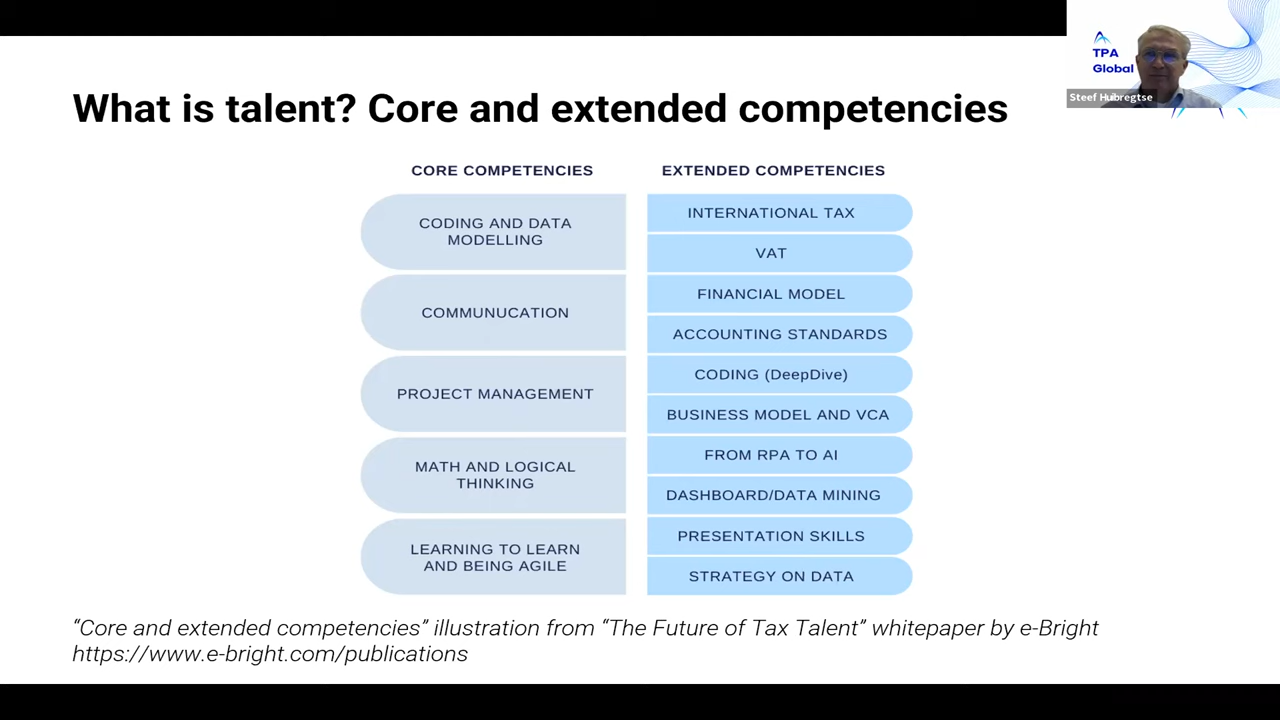 TPA
Global
Steef Hubregtse
What is talent? Core and extended competencies
CORE COMPETENCIES
CODING AND DATA
MODELLING
COMMUNUCATION
PROJECT MANAGEMENT
MATH AND LOGICAL
THINKING
LEARNING TO LEARN
AND BEING AGILE
EXTENDED COMPETENCIES
INTERNATIONAL TAX
VAT
FINANCIAL MODEL
ACCOUNTING STANDARDS
CODING (DeepDive)
BUSINESS MODEL AND VCA
FROM RPA TO AI
DASHBOARD/DATA MINING
PRESENTATION SKILLS
STRATEGY ON DATA
“Core and extended competencies” illustration from “The Future of Tax Talent” whitepaper by e-Bright
https://www.e-bright.com/publications